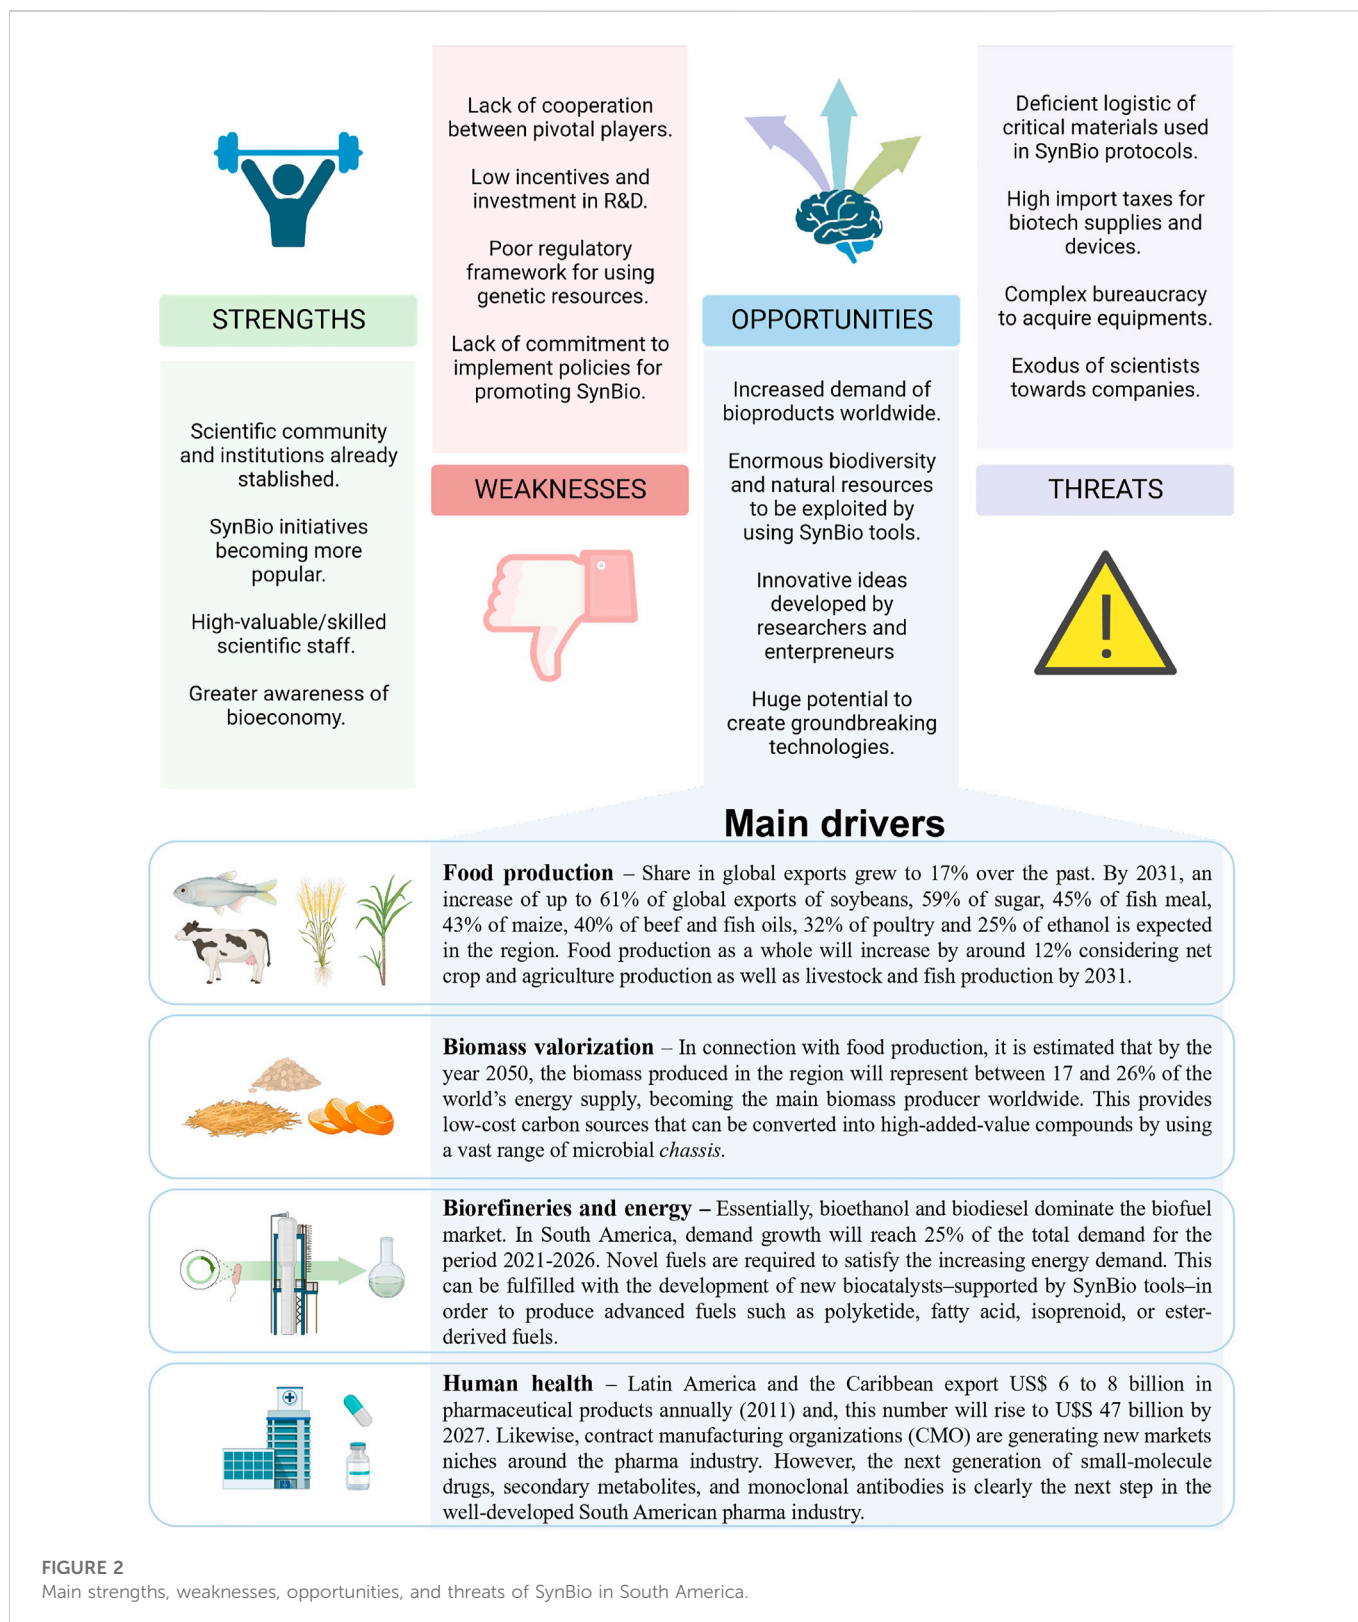 STRENGTHS
Scientific community
and institutions already
stablished.
SynBio initiatives
becoming more
popular.
High-valuable/skilled
scientific staff.
Greater awareness of
bioeconomy.
Lack of cooperation
between pivotal players.
Low incentives and
investment in R&D.
Poor regulatory
framework for using
genetic resources.
Lack of commitment to
implement policies for
promoting SynBio.
WEAKNESSES
OPPORTUNITIES
Increased demand of
bioproducts worldwide.
Enormous biodiversity
and natural resources
to be exploited by
using SynBio tools.
Innovative ideas
developed by
researchers and
enterpreneurs
Huge potential to
create groundbreaking
technologies.
Deficient logistic of
critical materials used
in SynBio protocols.
High import taxes for
biotech supplies and
devices.
Complex bureaucracy
to acquire equipments.
Exodus of scientists
towards companies.
THREATS
!
Main drivers
Food production – Share in global exports grew to 17% over the past. By 2031, an
increase of up to 61% of global exports of soybeans, 59% of sugar, 45% of fish meal,
43% of maize, 40% of beef and fish oils, 32% of poultry and 25% of ethanol is expected
in the region. Food production as a whole will increase by around 12% considering net
crop and agriculture production as well as livestock and fish production by 2031.
Biomass valorization – In connection with food production, it is estimated that by the
year 2050, the biomass produced in the region will represent between 17 and 26% of the
world's energy supply, becoming the main biomass producer worldwide. This provides
low-cost carbon sources that can be converted into high-added-value compounds by using
a vast range of microbial chassis.
Biorefineries and energy – Essentially, bioethanol and biodiesel dominate the biofuel
market. In South America, demand growth will reach 25% of the total demand for the
period 2021-2026. Novel fuels are required to satisfy the increasing energy demand. This
can be fulfilled with the development of new biocatalysts–supported by SynBio tools–in
order to produce advanced fuels such as polyketide, fatty acid, isoprenoid, or ester-
derived fuels.
Human health – Latin America and the Caribbean export US$ 6 to 8 billion in
pharmaceutical products annually (2011) and, this number will rise to U$S 47 billion by
2027. Likewise, contract manufacturing organizations (CMO) are generating new markets
niches around the pharma industry. However, the next generation of small-molecule
drugs, secondary metabolites, and monoclonal antibodies is clearly the next step in the
well-developed South American pharma industry.
FIGURE 2
Main strengths, weaknesses, opportunities, and threats of SynBio in South America.